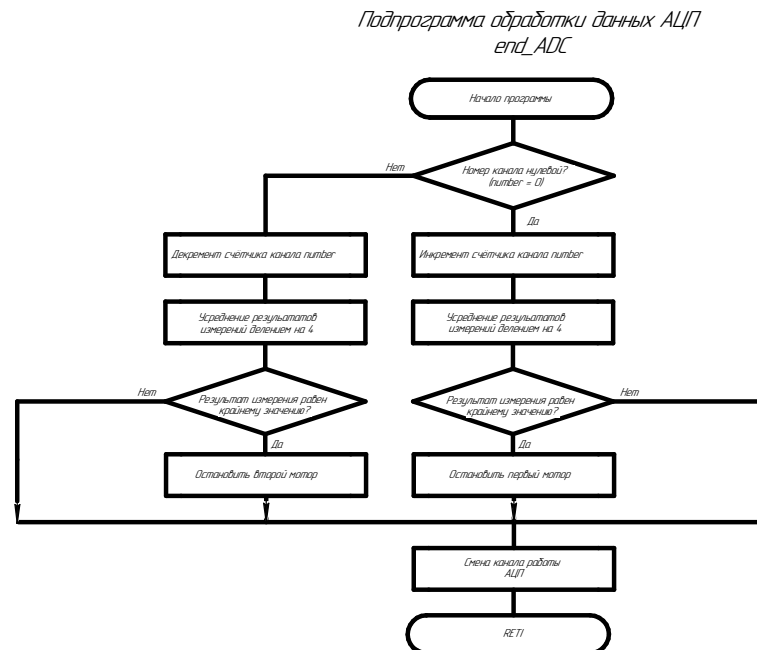 Подпрограмма обработки данных АЦП
end_ADC
Начало программы
Номер канала нулевой?
(number = 0)
Нет
Да
Декремент счётчика канала number
Инкремент счётчика канала number
Усреднение результатов
измерений делением на 4
Усреднение результатов
измерений делением на 4
Нет
Результат измерения равен
крайнему значению?
Результат измерения равен
крайнему значению?
Нет
Да
Да
Остановить второй мотор
Остановить первый мотор
Смена канала работы
АЦП
RETI